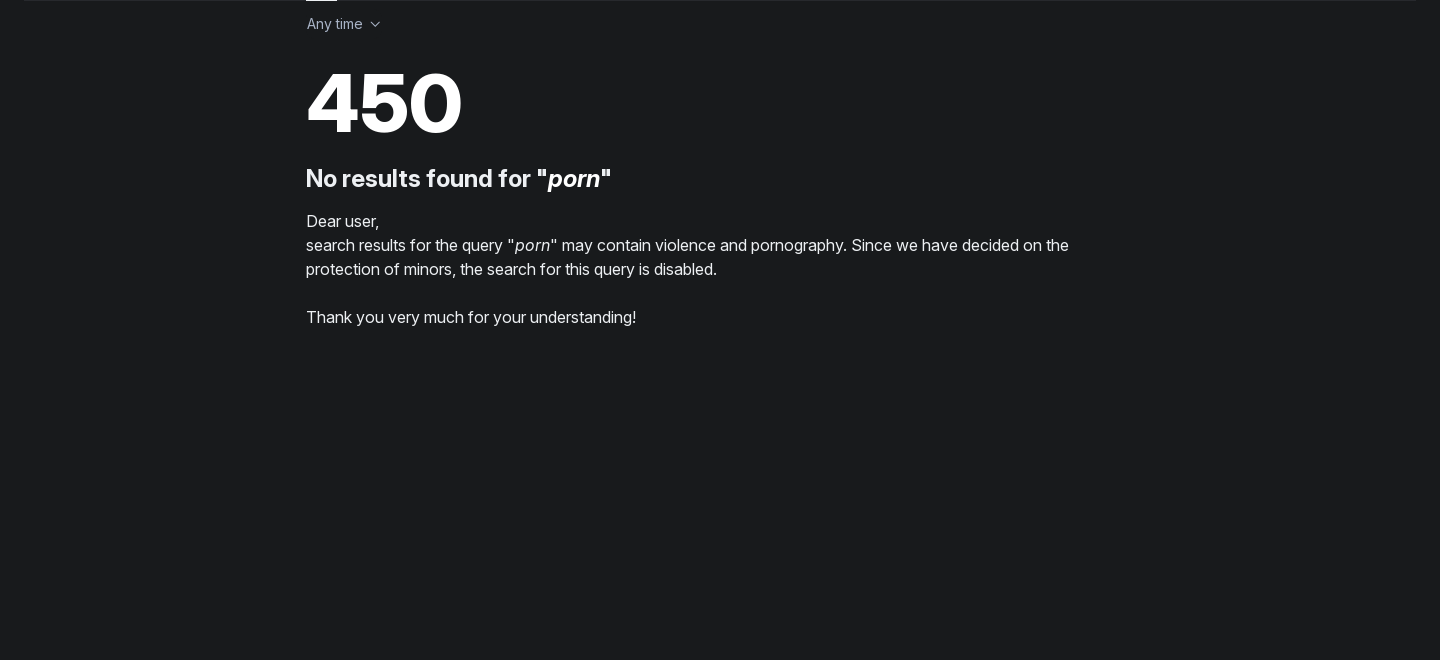 Any time
450
No results found for "porn"
Dear user,
search results for the query "porn" may contain violence and pornography. Since we have decided on the
protection of minors, the search for this query is disabled.
Thank you very much for your understanding!